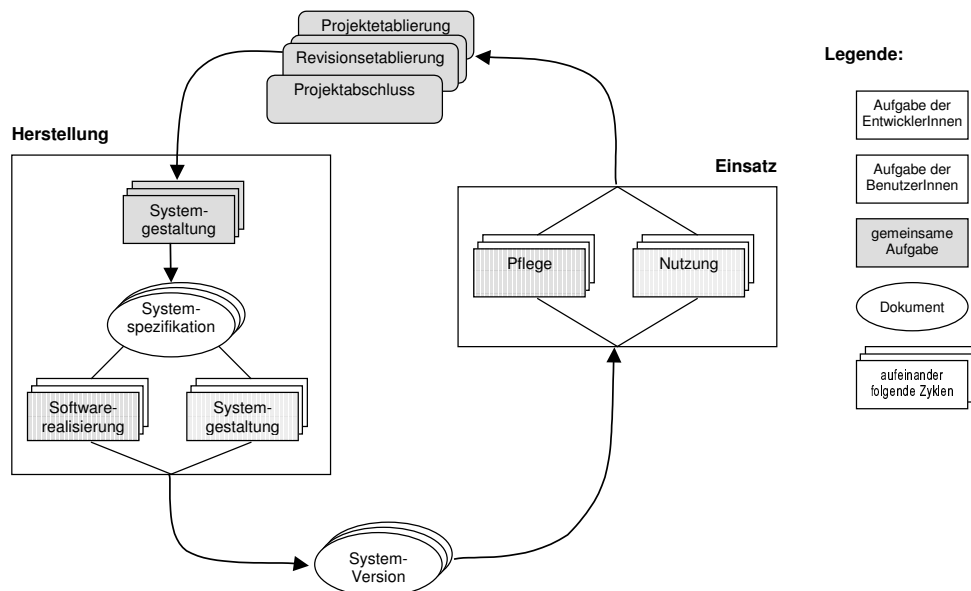 Projektetablierung
Revisionsetablierung
Projektabschluss
Herstellung
System-
gestaltung
System-
spezifikation
Software-
realisierung
System-
gestaltung
System-
Version
Einsatz
Pflege
Nutzung
Legende:
Aufgabe der
EntwicklerInnen
Aufgabe der
BenutzerInnen
gemeinsame
Aufgabe
Dokument
aufeinander
folgende Zyklen